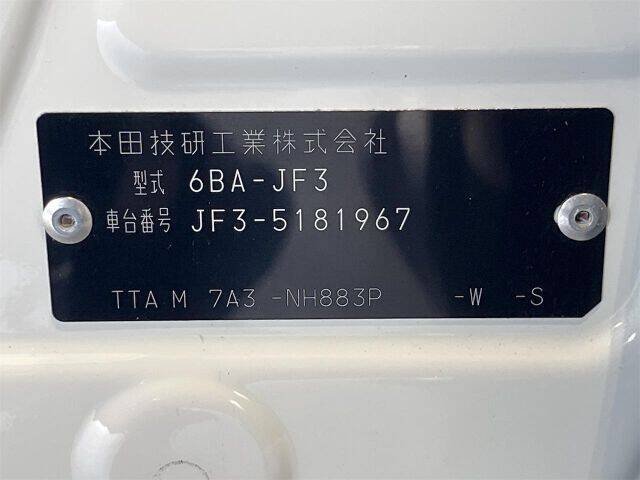 本田技研工業株式会社
型式 6BA-JF3
車台番号 JF3-5181967
TTA M 7A3 -NH883P -W -S